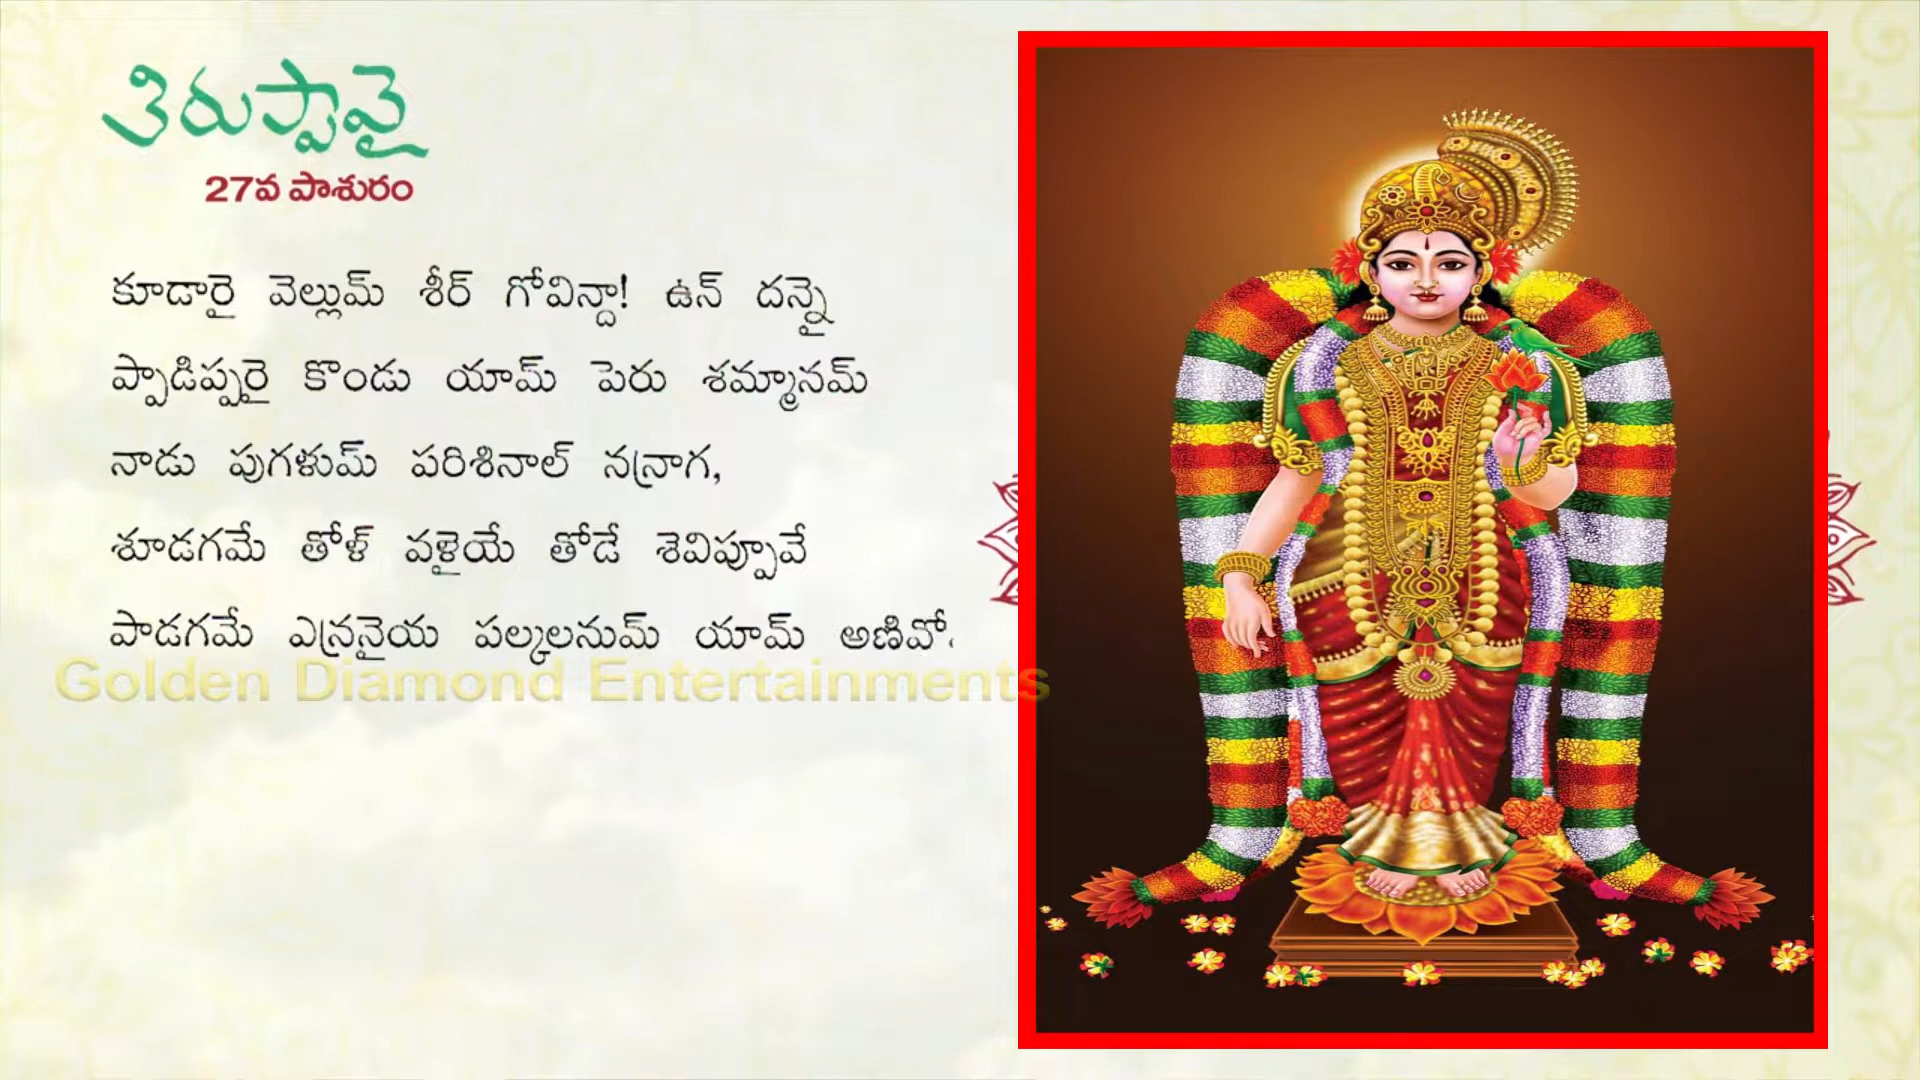 తిరుప్పావై
27వ పాశురం
కూడారై వెల్లుమ్ శీర్ గోవిన్దా! ఉన్ దన్నై
ప్పాడిప్పఱై కొండు యామ్ పెరు శమ్మానమ్
నాడు పుగళుమ్ పరిశినాల్ నన్రాగ,
శూడగమే తోళ్ వళైయే తోడే శెవిప్పూవే
పాడగమే ఎన్రనైయ పల్కలనుమ్ యామ్ అణివో
Golden Diamond Entertainments